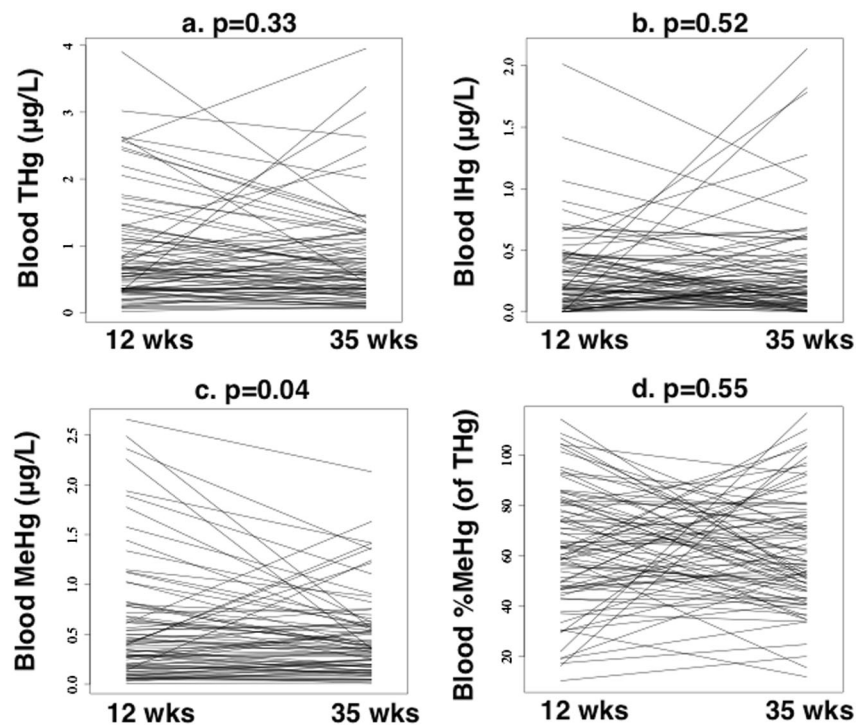 a. p=0.33
Blood THg (µg/L)
4
3
2
1
0
12 wks 35 wks
b. p=0.52
Blood IHg (µg/L)
2.0
1.5
1.0
0.5
0.0
12 wks 35 wks
c. p=0.04
Blood MeHg (µg/L)
2.5
2.0
1.5
1.0
0.5
0.0
12 wks 35 wks
d. p=0.55
Blood %MeHg (of THg)
100
80
60
40
20
12 wks 35 wks